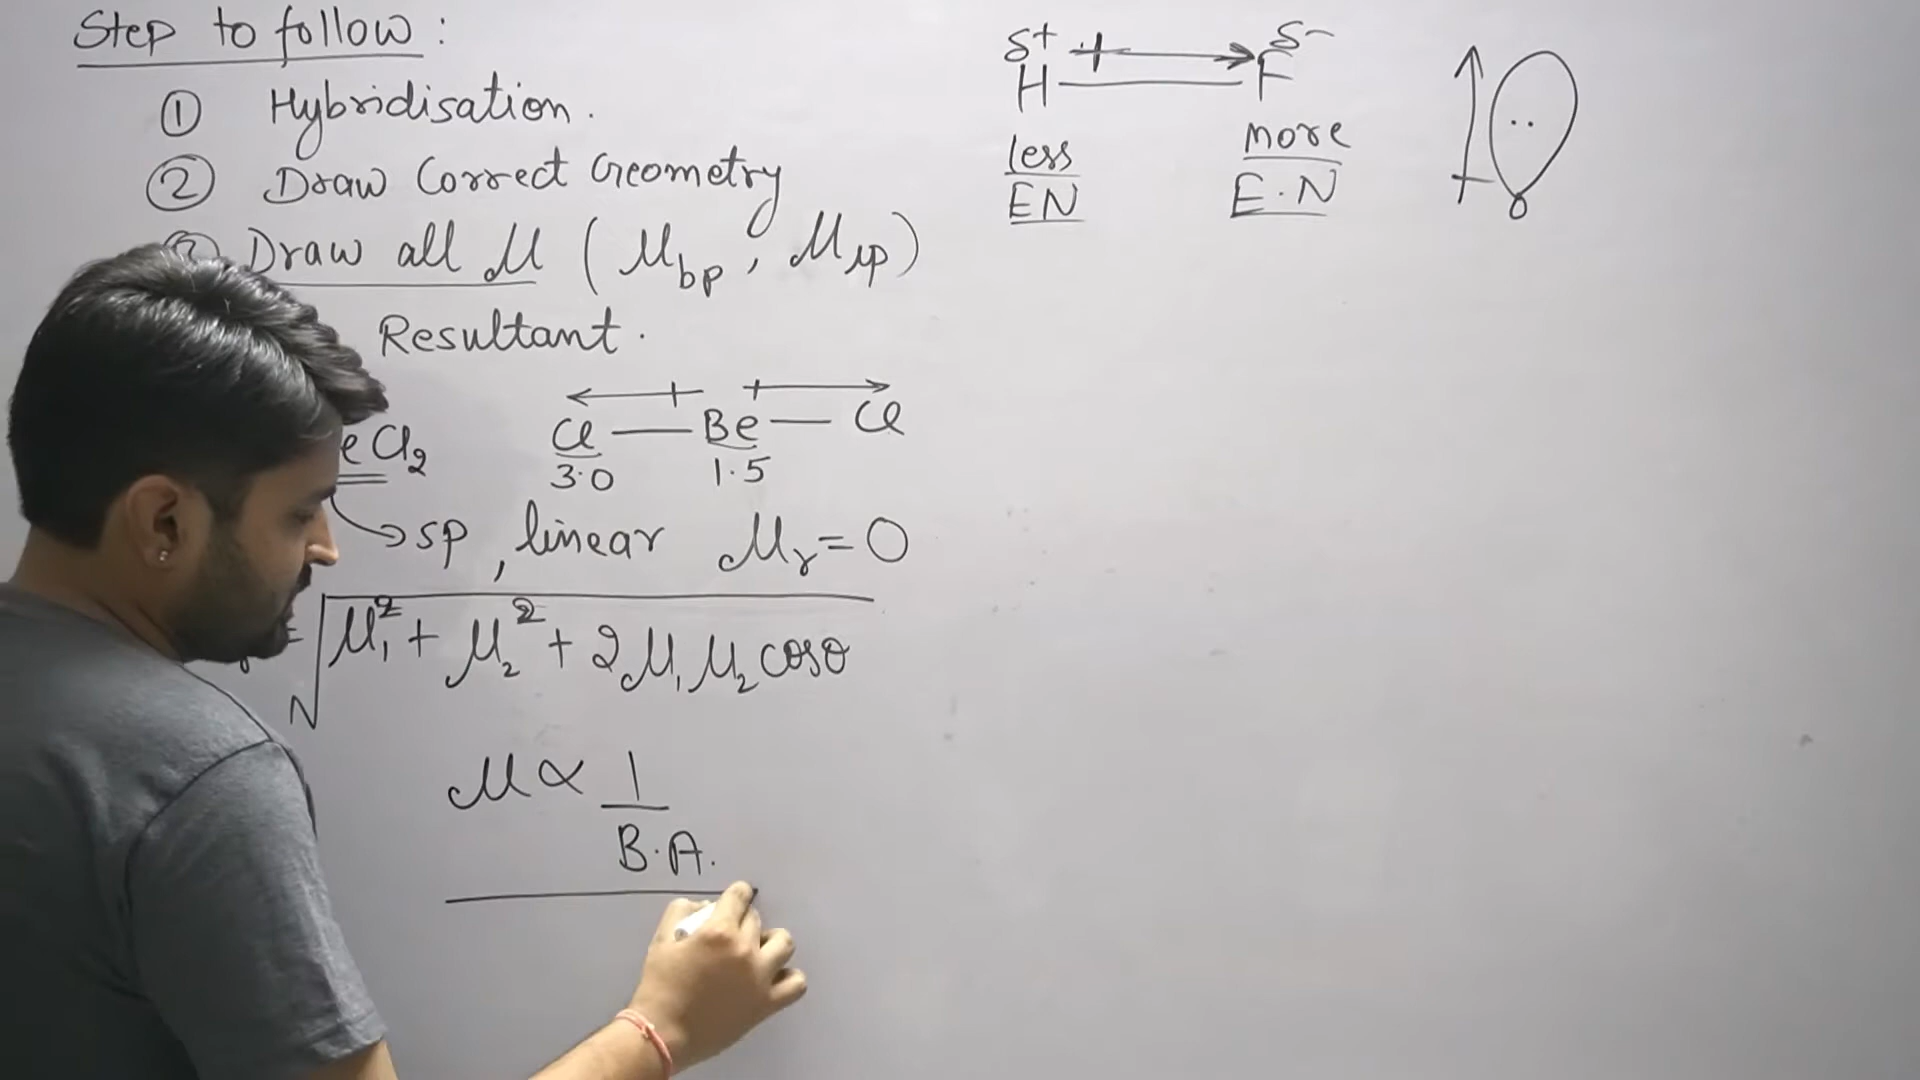 Step to follow :
① Hybridisation.
② Draw Correct Geometry
③ Draw all μ ( μbp , μlp )
Resultant .
eCl₂
Cl — Be — Cl
3.0 1.5
→ sp , linear μr = 0
= √μ₁² + μ₂² + 2μ₁μ₂ cosθ
μ ∝ 1
B.A.
δ+ δ−
H — F
less more
EN E.N